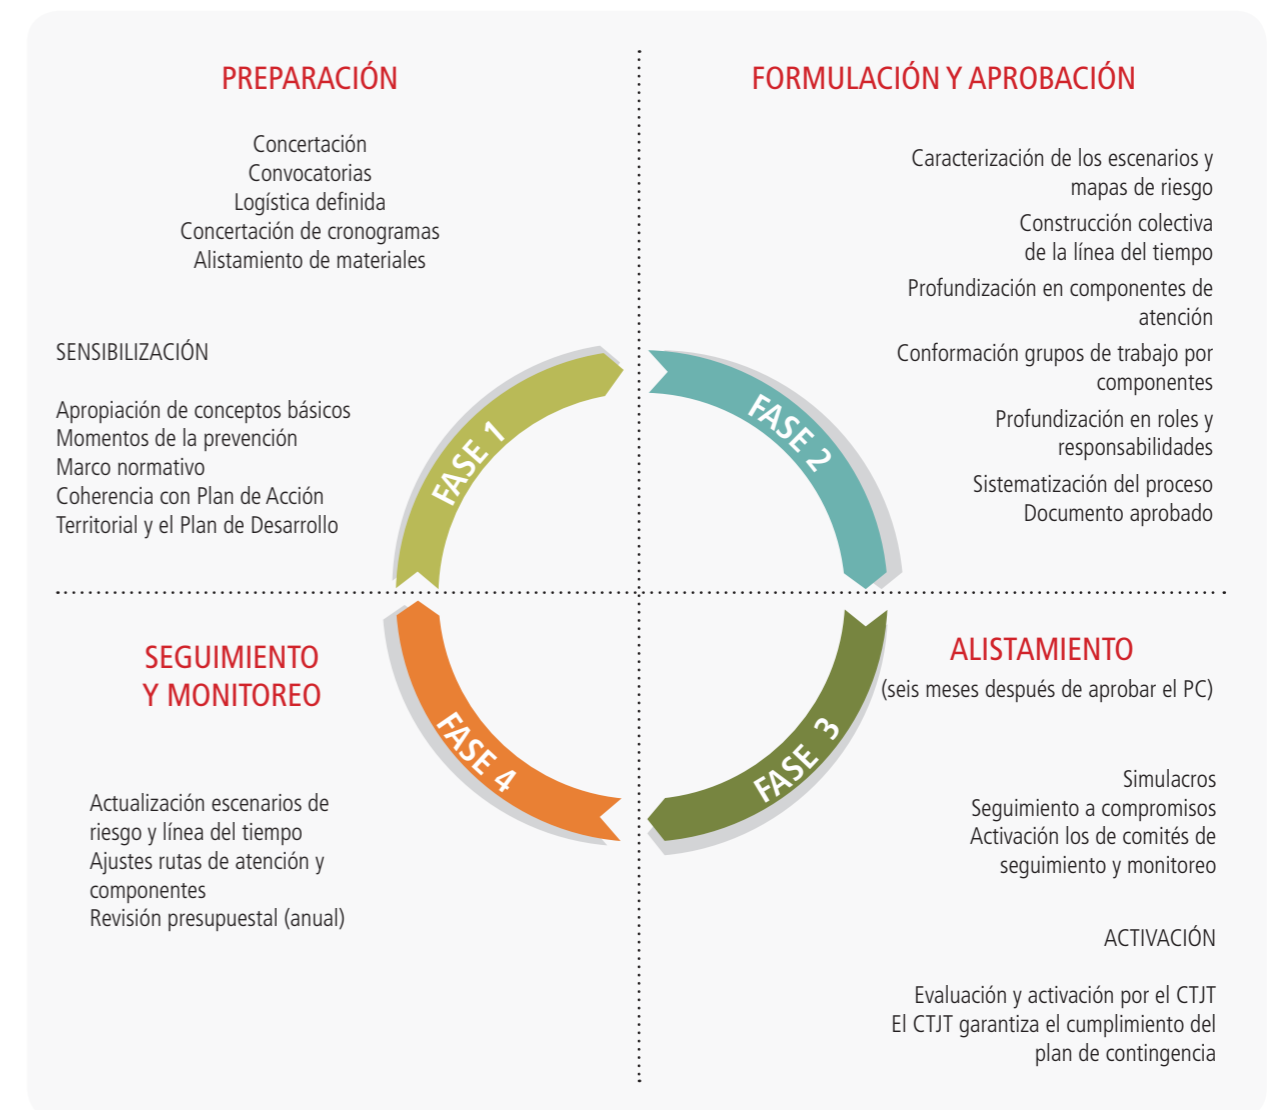 PREPARACIÓN
Concertación
Convocatorias
Logística definida
Concertación de cronogramas
Alistamiento de materiales
SENSIBILIZACIÓN
Apropiación de conceptos básicos
Momentos de la prevención
Marco normativo
Coherencia con Plan de Acción
Territorial y el Plan de Desarrollo
FASE 1
FORMULACIÓN Y APROBACIÓN
Caracterización de los escenarios y
mapas de riesgo
Construcción colectiva
de la línea del tiempo
Profundización en componentes de
atención
Conformación grupos de trabajo por
componentes
Profundización en roles y
responsabilidades
Sistematización del proceso
Documento aprobado
FASE 2
ALISTAMIENTO
(seis meses después de aprobar el PC)
Simulacros
Seguimiento a compromisos
Activación los de comités de
seguimiento y monitoreo
ACTIVACIÓN
Evaluación y activación por el CTJT
El CTJT garantiza el cumplimiento del
plan de contingencia
FASE 3
SEGUIMIENTO
Y MONITOREO
Actualización escenarios de
riesgo y línea del tiempo
Ajustes rutas de atención y
componentes
Revisión presupuestal (anual)
FASE 4